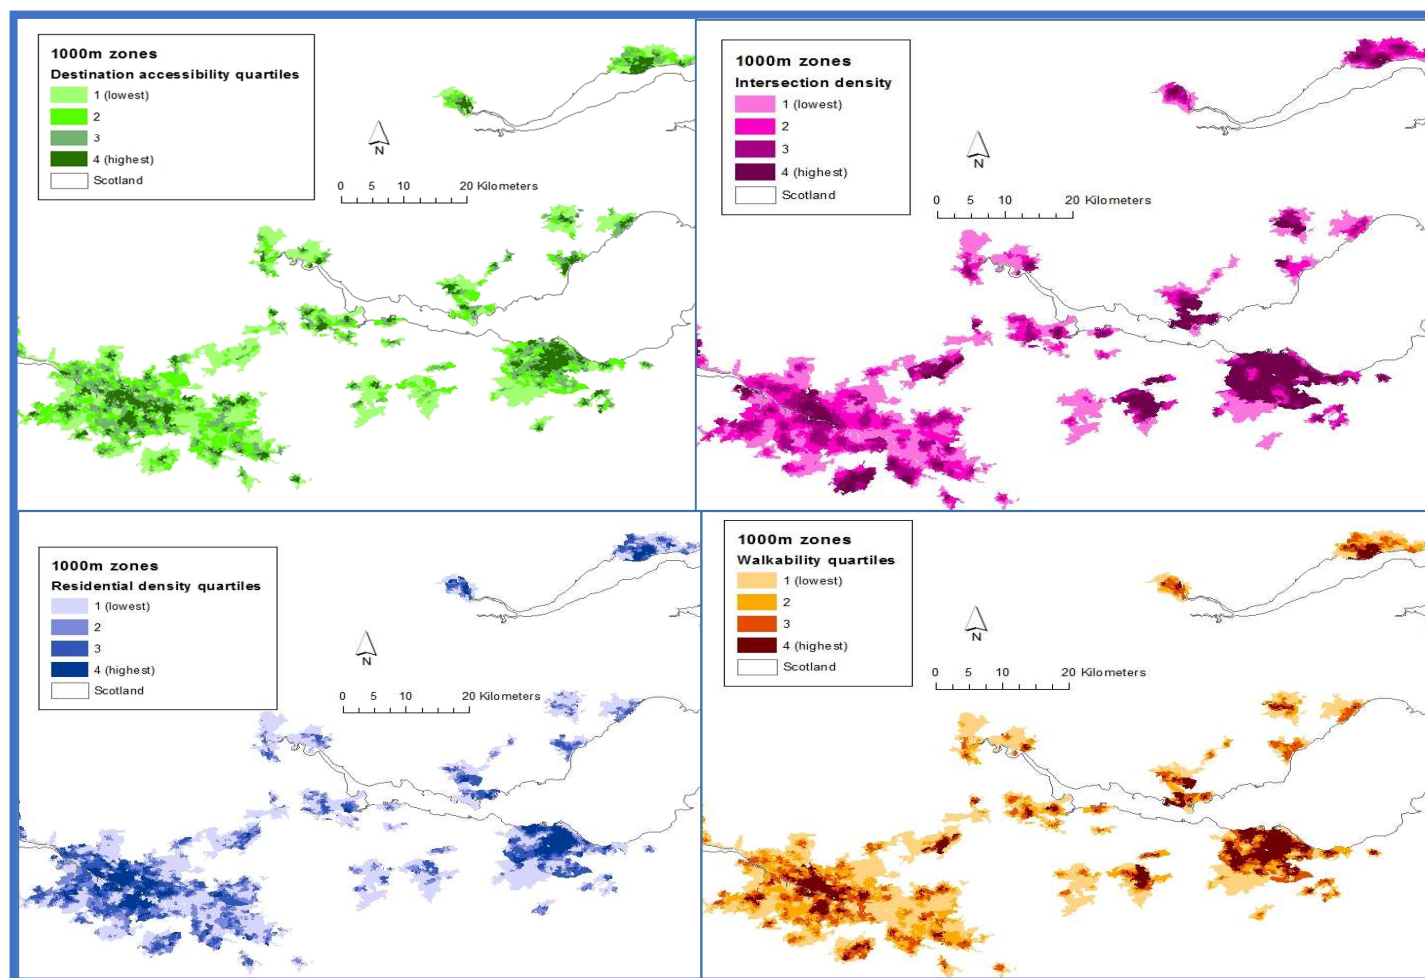 1000m zones
Destination accessibility quartiles
1 (lowest)
2
3
4 (highest)
Scotland
N
0 5 10 20 Kilometers
1000m zones
Intersection density
1 (lowest)
2
3
4 (highest)
Scotland
N
0 5 10 20 Kilometers
1000m zones
Residential density quartiles
1 (lowest)
2
3
4 (highest)
Scotland
N
0 5 10 20 Kilometers
1000m zones
Walkability quartiles
1 (lowest)
2
3
4 (highest)
Scotland
N
0 5 10 20 Kilometers